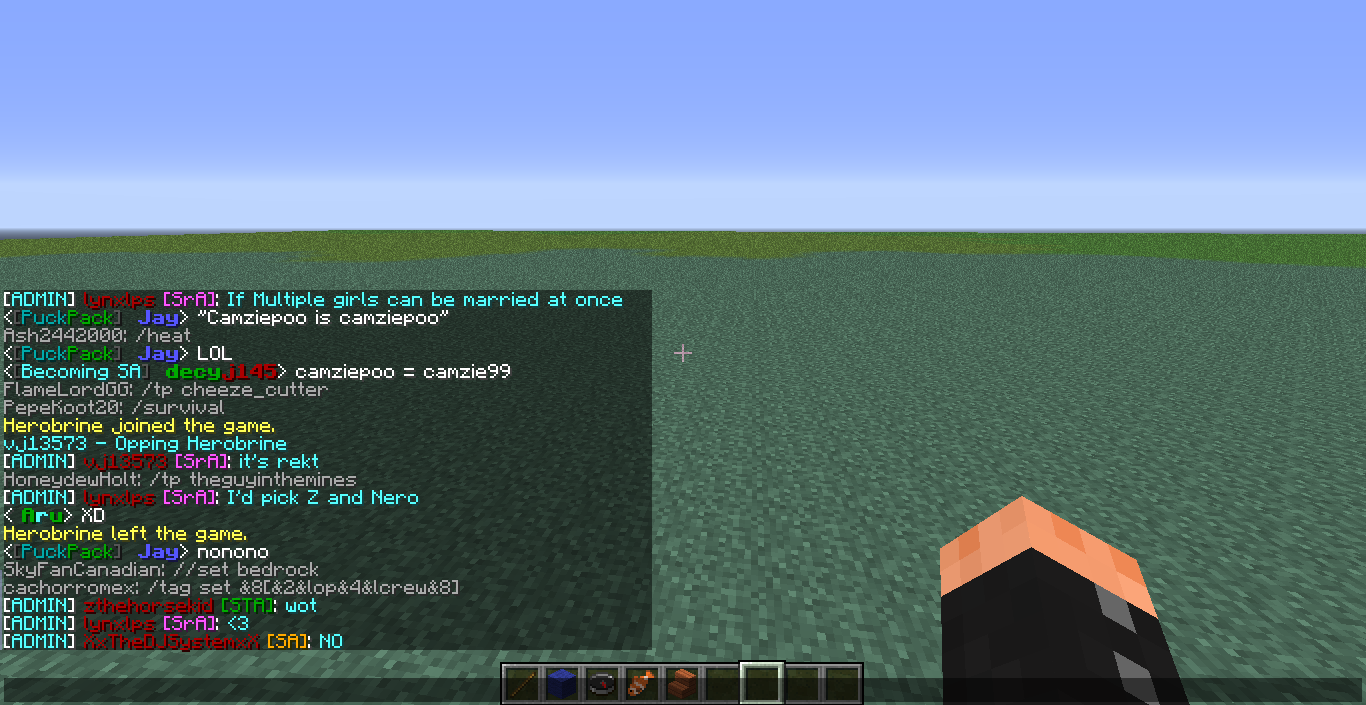 [ADMIN] lynxlps [SrA]: If Multiple girls can be married at once
<[PuckPack] Jay> "Camziepoo is camziepoo"
Ash2442000: /heat
<[PuckPack] Jay> LOL
<[Becoming SA] decyj145> camziepoo = camzie99
FlameLordGG: /tp cheeze_cutter
PepeKoot20: /survival
Herobrine joined the game.
vj13573 - Opping Herobrine
[ADMIN] vj13573 [SrA]: it's rekt
HoneydewHolt: /tp theguyinthemines
[ADMIN] lynxlps [SrA]: I'd pick Z and Nero
< Aru> XD
Herobrine left the game.
<[PuckPack] Jay> nonono
SkyFanCanadian: //set bedrock
cachorromex: /tag set &8[&2&lop&4&lcrew&8]
[ADMIN] zthehorsekid [STA]: wot
[ADMIN] lynxlps [SrA]: <3
[ADMIN] XxTheDJSystemxX [SA]: NO